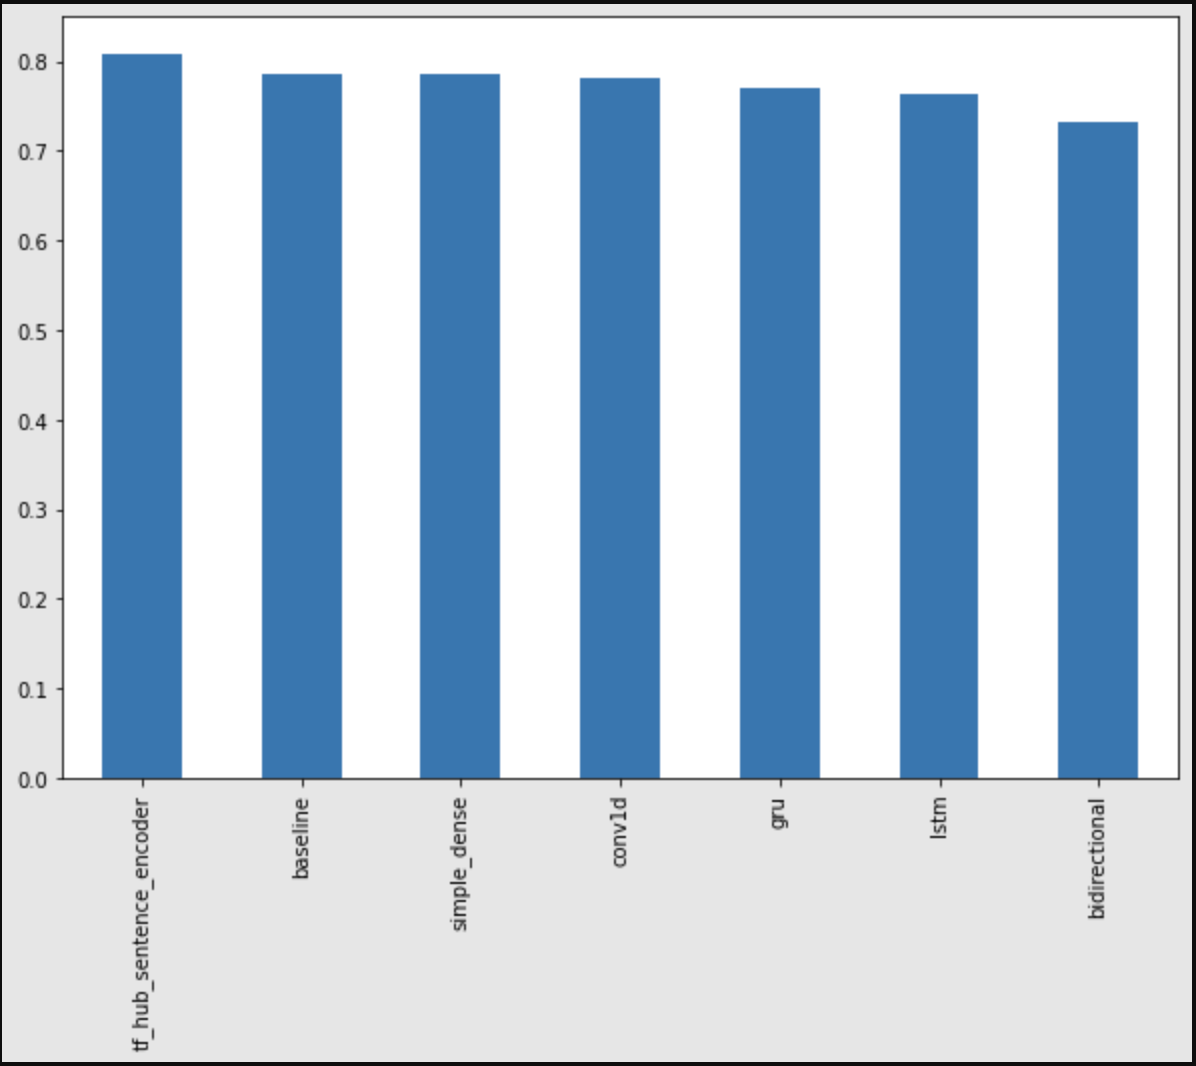 0.8
0.7
0.6
0.5
0.4
0.3
0.2
0.1
0.0
tf_hub_sentence_encoder
baseline
simple_dense
conv1d
gru
lstm
bidirectional